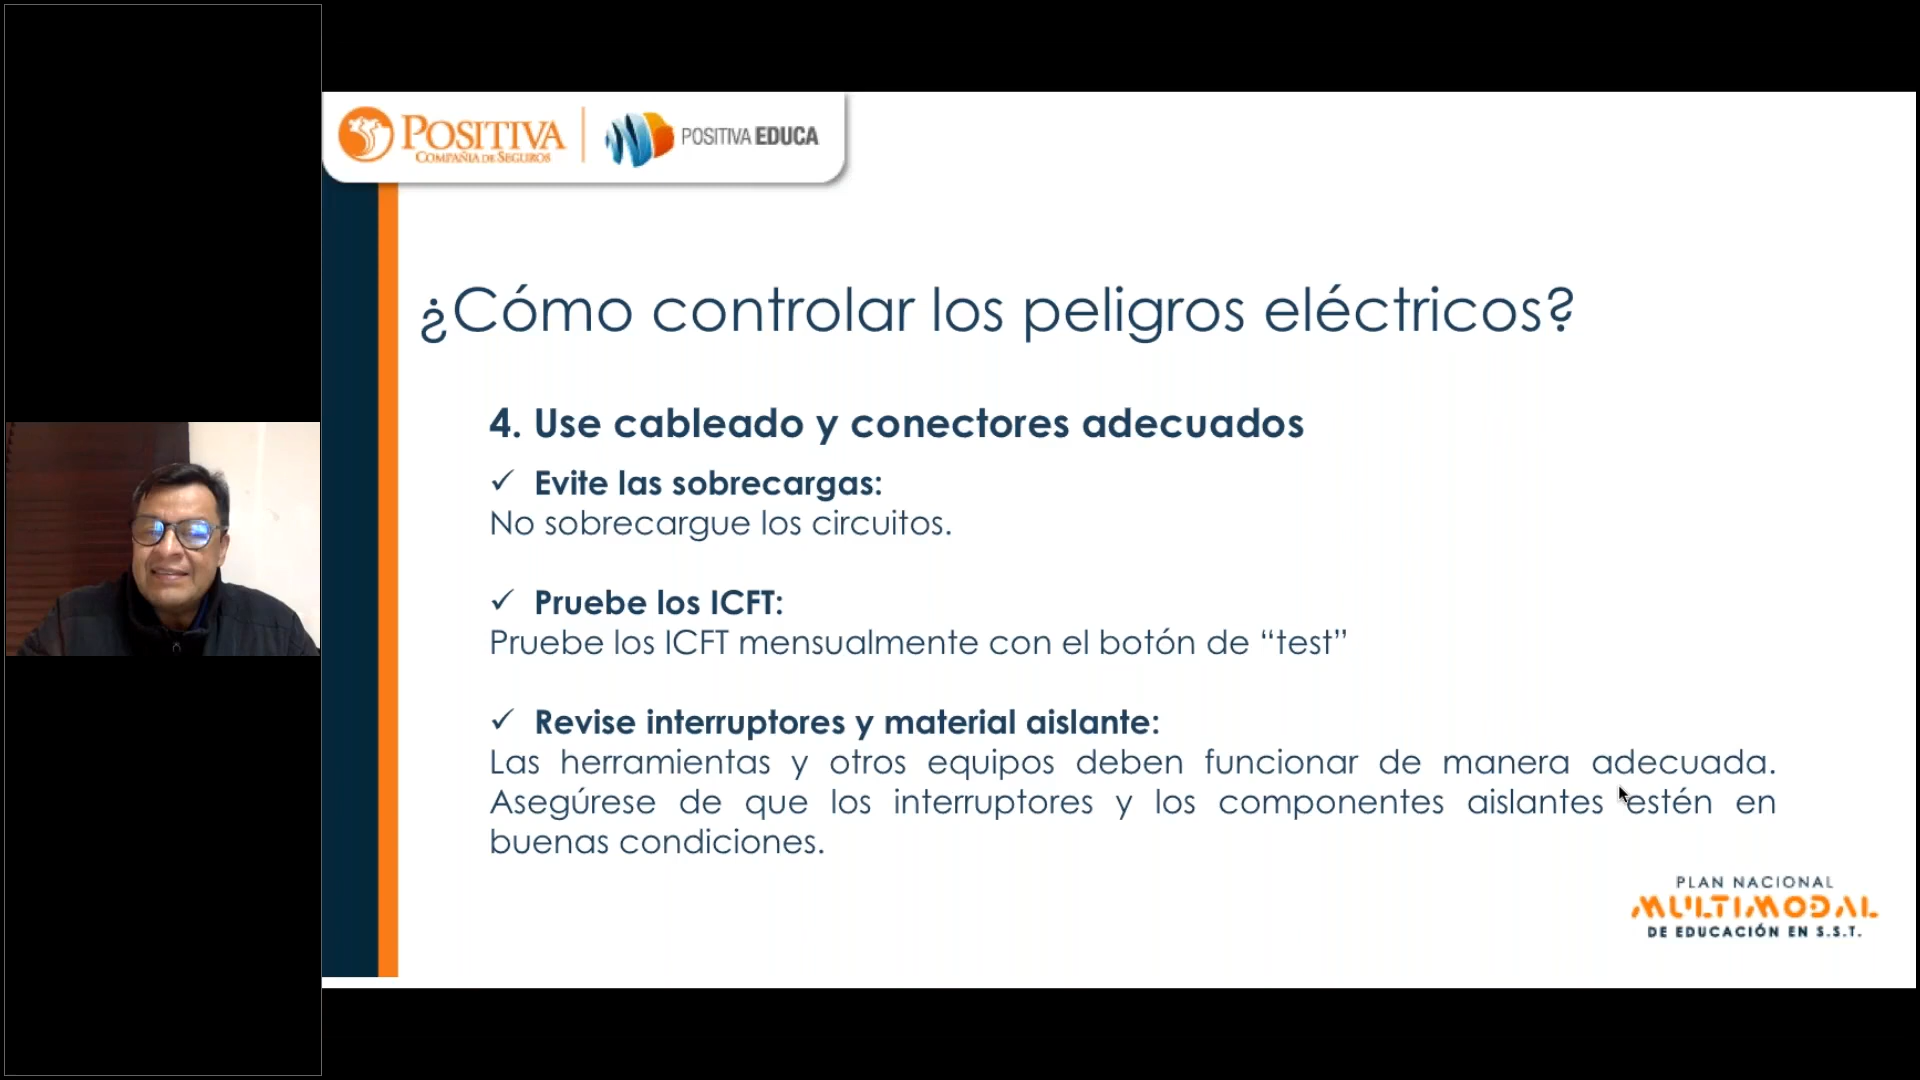 POSITIVA
COMPAÑÍA DE SEGUROS
POSITIVA EDUCA
¿Cómo controlar los peligros eléctricos?
4. Use cableado y conectores adecuados
✓ Evite las sobrecargas:
No sobrecargue los circuitos.
✓ Pruebe los ICFT:
Pruebe los ICFT mensualmente con el botón de “test”
✓ Revise interruptores y material aislante:
Las herramientas y otros equipos deben funcionar de manera adecuada.
Asegúrese de que los interruptores y los componentes aislantes estén en
buenas condiciones.
PLAN NACIONAL
MULTIMODAL
DE EDUCACIÓN EN S.S.T.